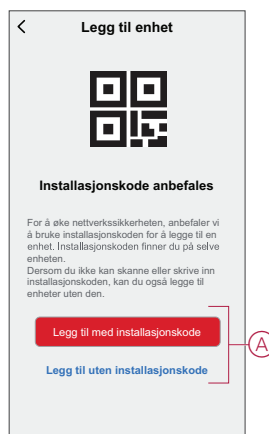 Legg til enhet
Installasjonskode anbefales
For å øke nettverkssikkerheten, anbefaler vi
å bruke installasjonskoden for å legge til en
enhet. Installasjonskoden finner du på selve
enheten.
Dersom du ikke kan skanne eller skrive inn
installasjonskoden, kan du også legge til
enheter uten den.
Legg til med installasjonskode
A
Legg til uten installasjonskode